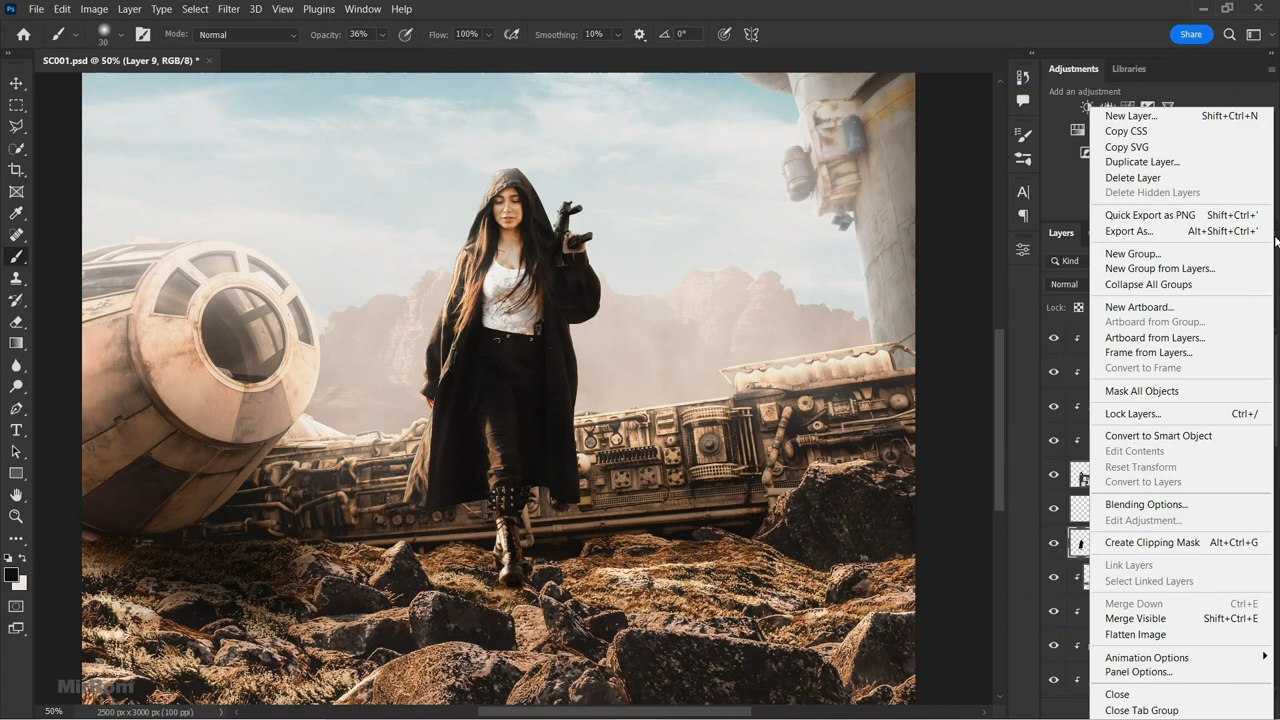 Ps File Edit Image Layer Type Select Filter 3D View Plugins Window Help
30 Mode: Normal Opacity: 36% Flow: 100% Smoothing: 10% 0° Share
SC001.psd @ 50% (Layer 9, RGB/8) *
Adjustments Libraries
Add an adjustment
New Layer... Shift+Ctrl+N
Copy CSS
Copy SVG
Duplicate Layer...
Delete Layer
Delete Hidden Layers
Quick Export as PNG Shift+Ctrl+'
Export As... Alt+Shift+Ctrl+'
Layers
New Group...
Kind
New Group from Layers...
Normal
Collapse All Groups
Lock:
New Artboard...
Artboard from Group...
Artboard from Layers...
Frame from Layers...
Convert to Frame
Mask All Objects
Lock Layers... Ctrl+/
Convert to Smart Object
Edit Contents
Reset Transform
Convert to Layers
Blending Options...
Edit Adjustment...
Create Clipping Mask Alt+Ctrl+G
Link Layers
Select Linked Layers
Merge Down Ctrl+E
Merge Visible Shift+Ctrl+E
Flatten Image
Animation Options
Panel Options...
Close
Close Tab Group
50% 2500 px x 3000 px (100 ppi)